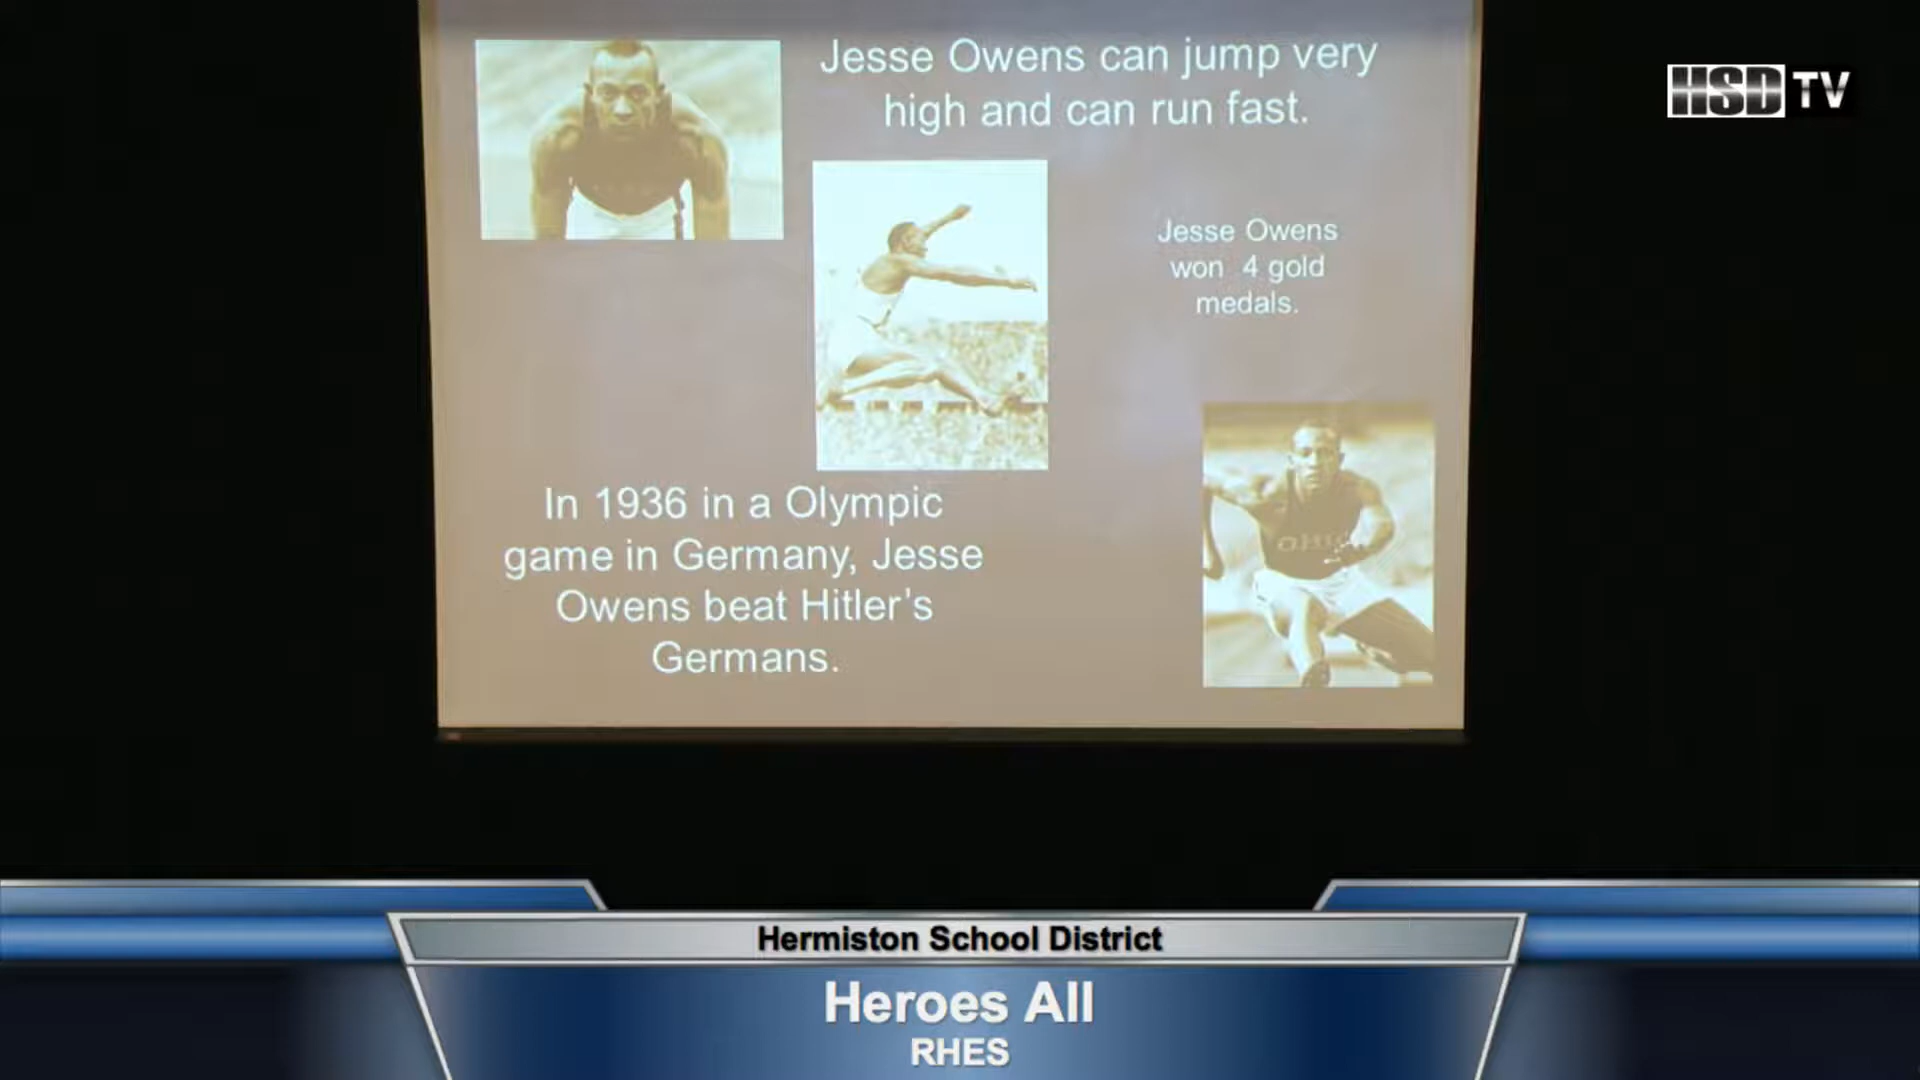 Jesse Owens can jump very
high and can run fast.
HSD TV
Jesse Owens
won 4 gold
medals.
In 1936 in a Olympic
game in Germany, Jesse
Owens beat Hitler's
Germans.
OHIO
Hermiston School District
Heroes All
RHES